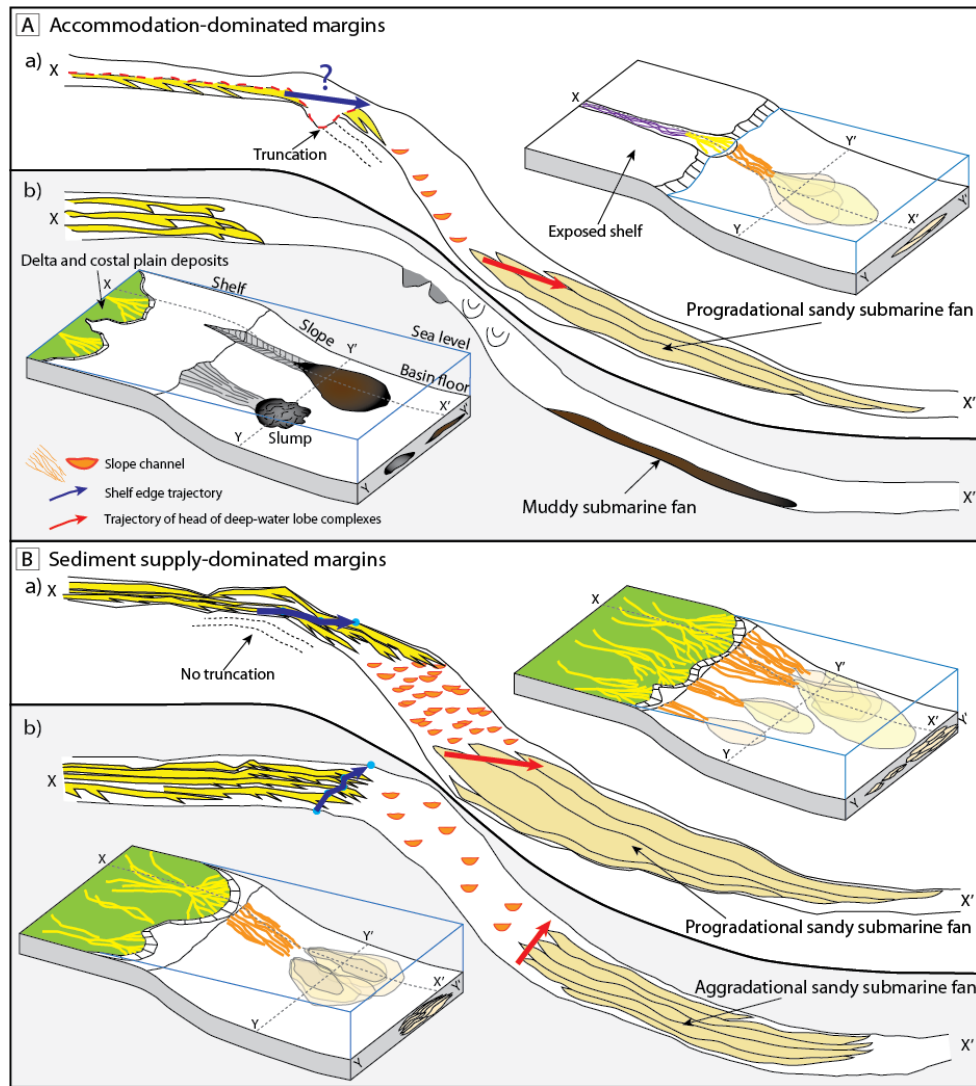 A Accommodation-dominated margins
a)
X
?
Truncation
X
Y'
Exposed shelf
Y
X'
Y'
Y
b)
X
Delta and costal plain deposits
X
Shelf
Slope
Sea level
Y'
Basin floor
X'
Y'
Y
Slump
Y
Progradational sandy submarine fan
X'
Slope channel
Shelf edge trajectory
Trajectory of head of deep-water lobe complexes
Muddy submarine fan
X'
B Sediment supply-dominated margins
a)
X
No truncation
X
Y'
X'
Y'
Y
Y
b)
X
X
Y'
X'
Y'
Y
Y
Progradational sandy submarine fan
X'
Aggradational sandy submarine fan
X'